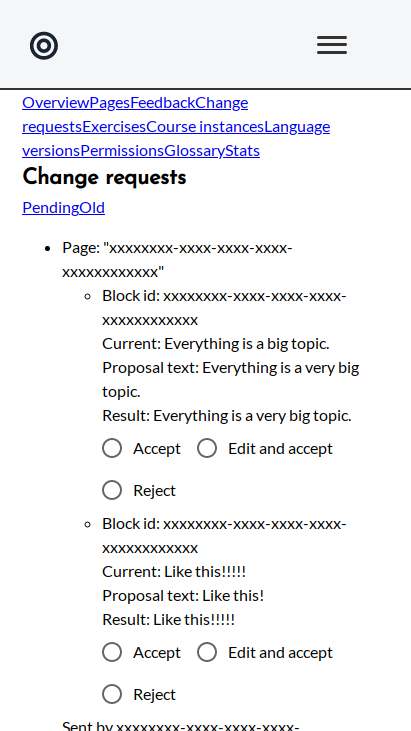 OverviewPagesFeedbackChange
requestsExercisesCourse instancesLanguage
versionsPermissionsGlossaryStats
Change requests
PendingOld
Page: "xxxxxxxx-xxxx-xxxx-xxxx-
xxxxxxxxxxxx"
Block id: xxxxxxxx-xxxx-xxxx-xxxx-
xxxxxxxxxxxx
Current: Everything is a big topic.
Proposal text: Everything is a very big
topic.
Result: Everything is a very big topic.
Accept Edit and accept
Reject
Block id: xxxxxxxx-xxxx-xxxx-xxxx-
xxxxxxxxxxxx
Current: Like this!!!!!
Proposal text: Like this!
Result: Like this!!!!!
Accept Edit and accept
Reject
Sent by xxxxxxxx-xxxx-xxxx-xxxx-